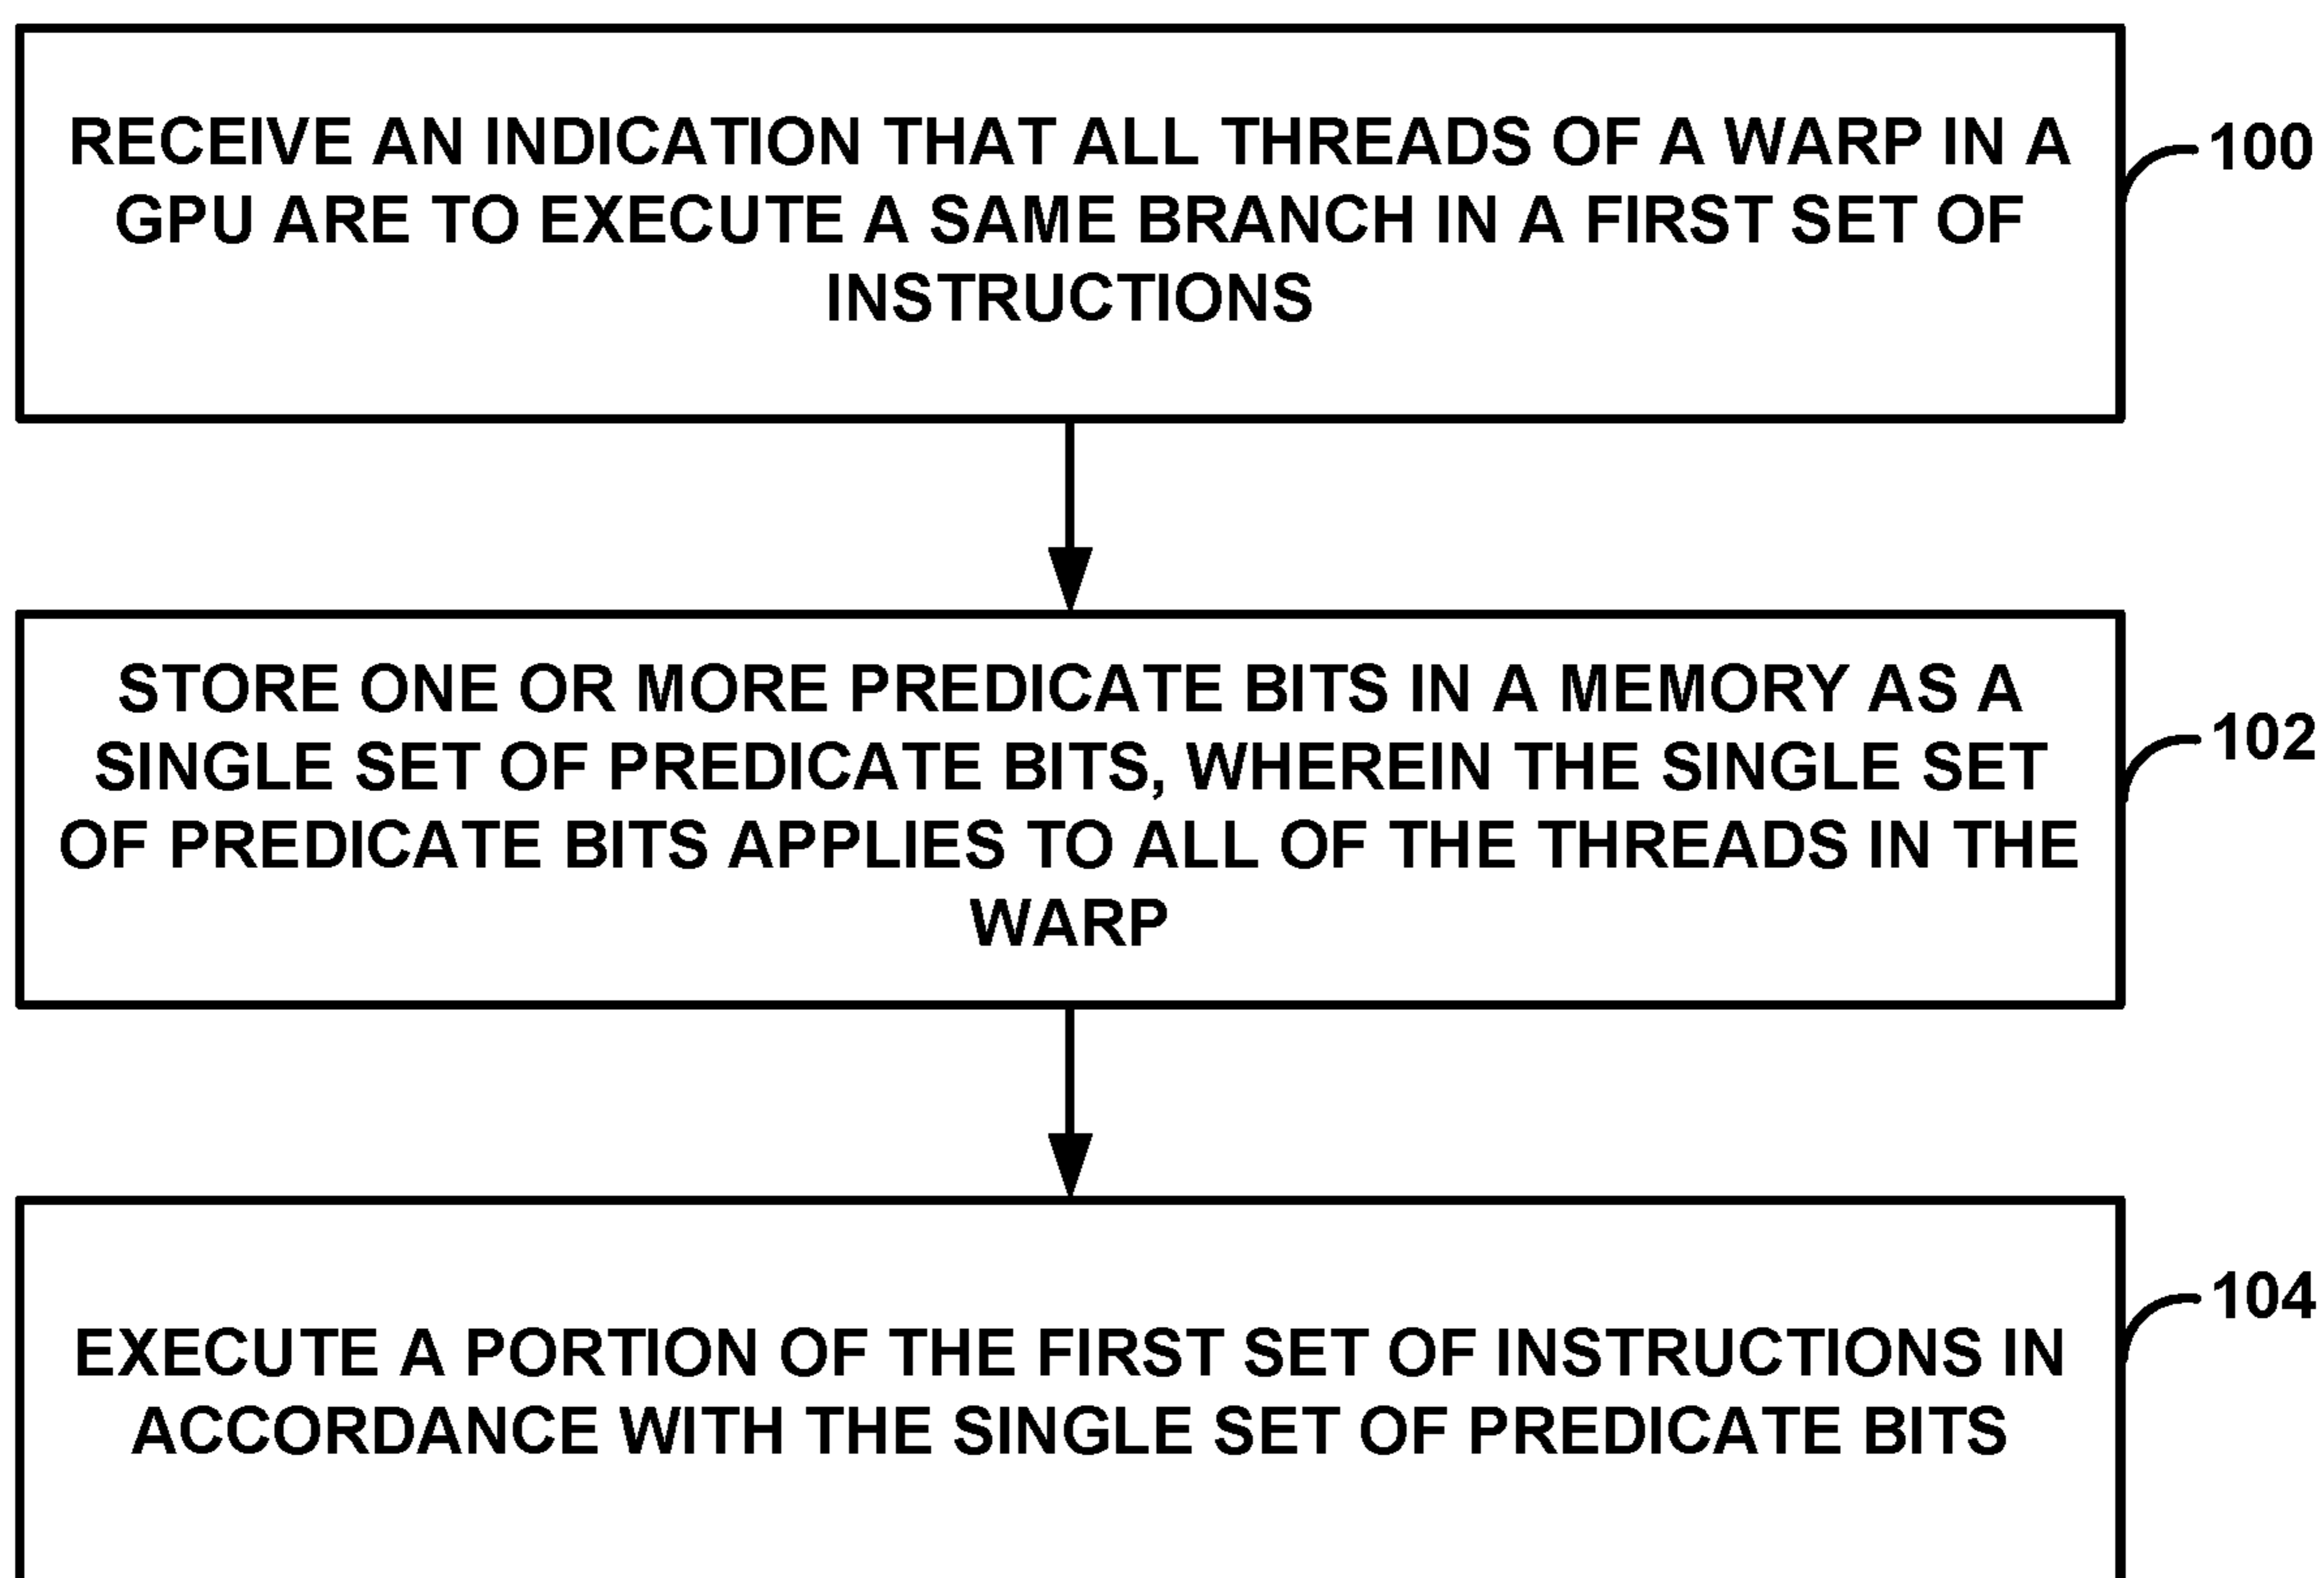 RECEIVE AN INDICATION THAT ALL THREADS OF A WARP IN A
GPU ARE TO EXECUTE A SAME BRANCH IN A FIRST SET OF
INSTRUCTIONS
100
STORE ONE OR MORE PREDICATE BITS IN A MEMORY AS A
SINGLE SET OF PREDICATE BITS, WHEREIN THE SINGLE SET
OF PREDICATE BITS APPLIES TO ALL OF THE THREADS IN THE
WARP
102
EXECUTE A PORTION OF THE FIRST SET OF INSTRUCTIONS IN
ACCORDANCE WITH THE SINGLE SET OF PREDICATE BITS
104